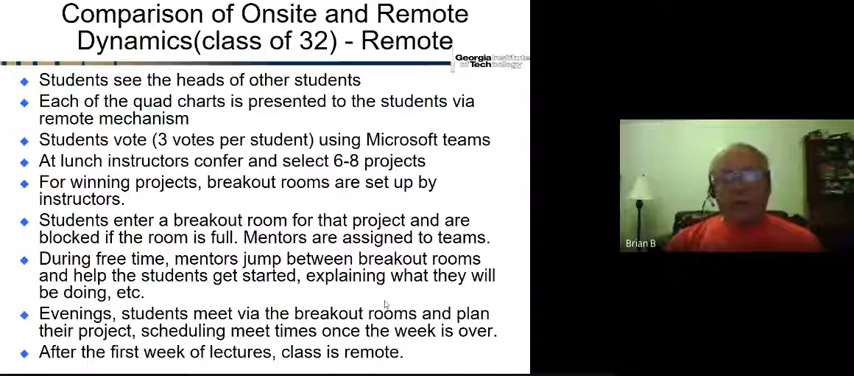 Comparison of Onsite and Remote
Dynamics(class of 32) - Remote
Georgia Institute
of Technology
Students see the heads of other students
Each of the quad charts is presented to the students via
remote mechanism
Students vote (3 votes per student) using Microsoft teams
At lunch instructors confer and select 6-8 projects
For winning projects, breakout rooms are set up by
instructors.
Students enter a breakout room for that project and are
blocked if the room is full. Mentors are assigned to teams.
During free time, mentors jump between breakout rooms
and help the students get started, explaining what they will
be doing, etc.
Evenings, students meet via the breakout rooms and plan
their project, scheduling meet times once the week is over.
After the first week of lectures, class is remote.
Brian B